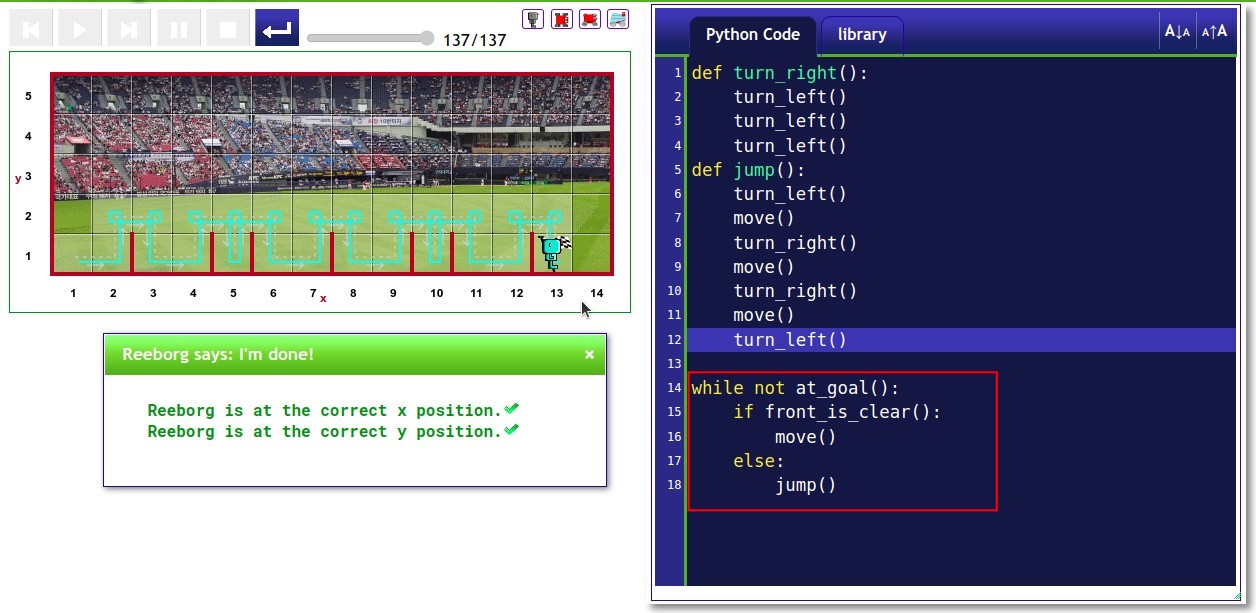 137/137
5
4
y 3
2
1
1 2 3 4 5 6 7 x 8 9 10 11 12 13 14
Reeborg says: I'm done! ×
Reeborg is at the correct x position.
Reeborg is at the correct y position.
Python Code library A↓A A↑A
1 def turn_right():
2 turn_left()
3 turn_left()
4 turn_left()
5 def jump():
6 turn_left()
7 move()
8 turn_right()
9 move()
10 turn_right()
11 move()
12 turn_left()
13
14 while not at_goal():
15 if front_is_clear():
16 move()
17 else:
18 jump()